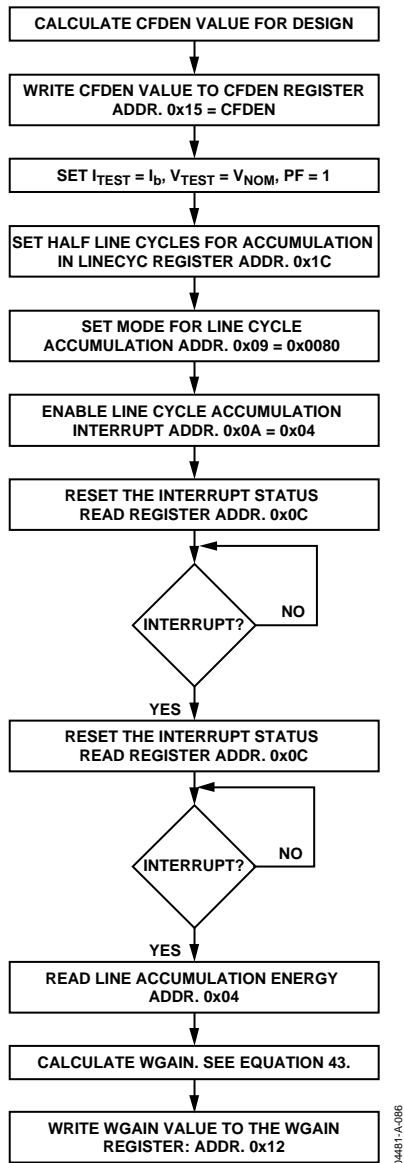 CALCULATE CFDEN VALUE FOR DESIGN
WRITE CFDEN VALUE TO CFDEN REGISTER
ADDR. 0x15 = CFDEN
SET ITEST = Ib, VTEST = VNOM, PF = 1
SET HALF LINE CYCLES FOR ACCUMULATION
IN LINECYC REGISTER ADDR. 0x1C
SET MODE FOR LINE CYCLE
ACCUMULATION ADDR. 0x09 = 0x0080
ENABLE LINE CYCLE ACCUMULATION
INTERRUPT ADDR. 0x0A = 0x04
RESET THE INTERRUPT STATUS
READ REGISTER ADDR. 0x0C
INTERRUPT?
NO
YES
RESET THE INTERRUPT STATUS
READ REGISTER ADDR. 0x0C
INTERRUPT?
NO
YES
READ LINE ACCUMULATION ENERGY
ADDR. 0x04
CALCULATE WGAIN. SEE EQUATION 43.
WRITE WGAIN VALUE TO THE WGAIN
REGISTER: ADDR. 0x12
04481-A-086